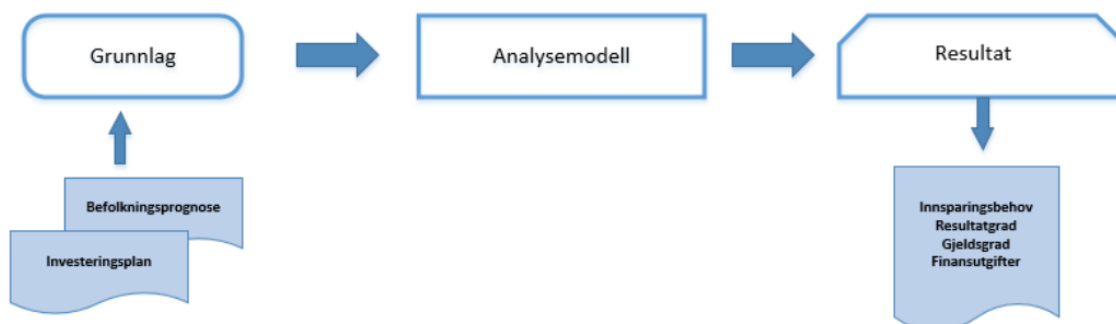 Grunnlag
Analysemodell
Resultat
Befolkningsprognose
Investeringsplan
Innsparingsbehov
Resultatgrad
Gjeldsgrad
Finansutgifter